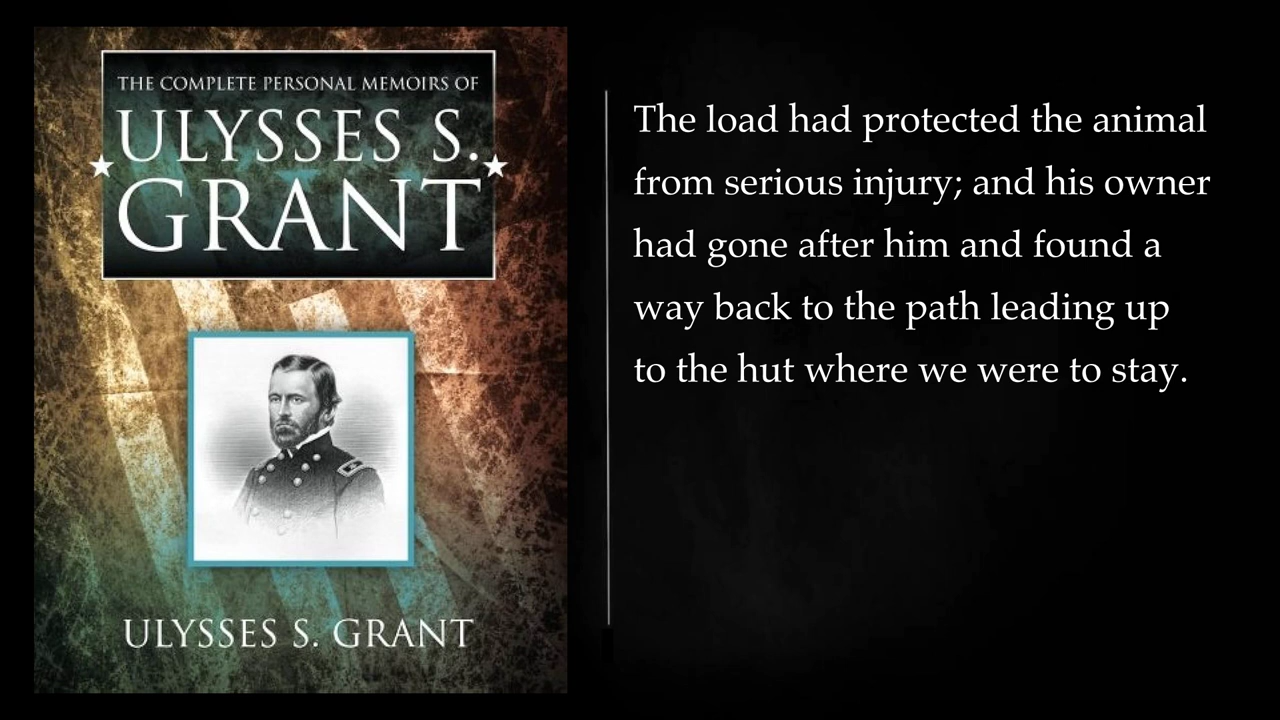 THE COMPLETE PERSONAL MEMOIRS OF
ULYSSES S.
GRANT
ULYSSES S. GRANT
The load had protected the animal
from serious injury; and his owner
had gone after him and found a
way back to the path leading up
to the hut where we were to stay.